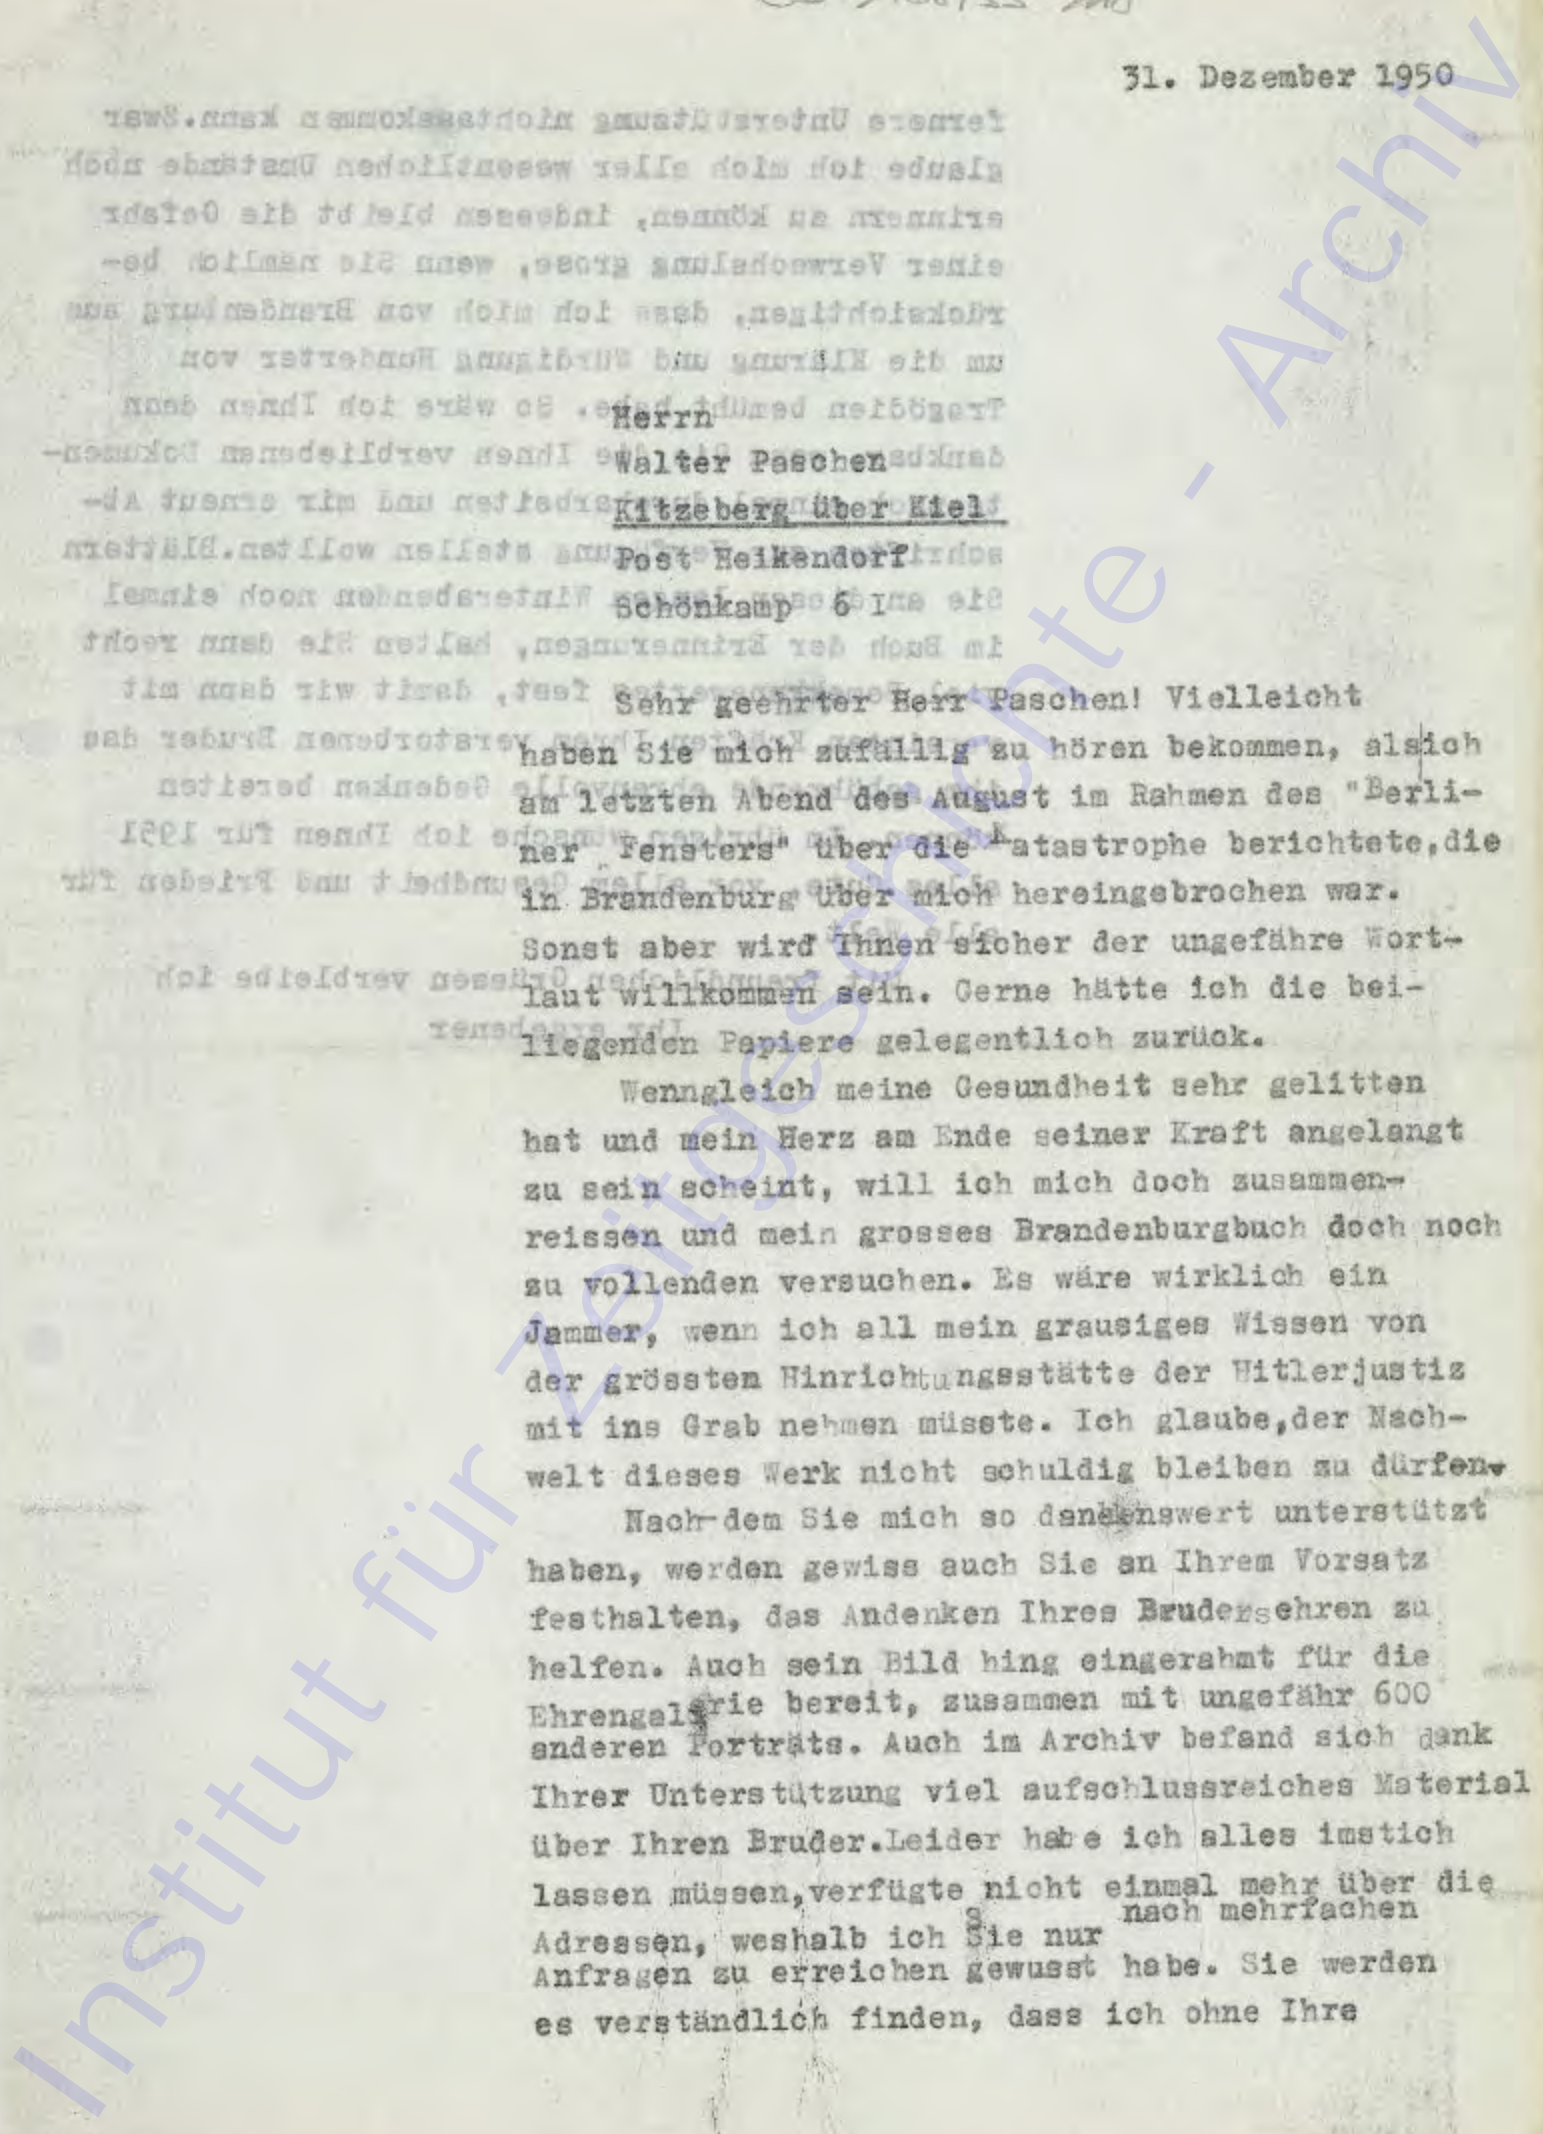 31. Dezember 1950
Herrn
Walter Paschen
Kitzeberg über Kiel
Post Heikendorf
Schönkamp 6 I
Sehr geehrter Herr Paschen! Vielleicht
haben Sie mich zufällig zu hören bekommen, als ich
am letzten Abend des August im Rahmen des "Berli-
ner Fensters" über die Katastrophe berichtete,die
in Brandenburg über mich hereingebrochen war.
Sonst aber wird Ihnen sicher der ungefähre Wort-
laut willkommen sein. Gerne hätte ich die bei-
liegenden Papiere gelegentlich zurück.
Wenngleich meine Gesundheit sehr gelitten
hat und mein Herz am Ende seiner Kraft angelangt
zu sein scheint, will ich mich doch zusammen-
reissen und mein grosses Brandenburgbuch doch noch
zu vollenden versuchen. Es wäre wirklich ein
Jammer, wenn ich all mein grausiges Wissen von
der grössten Hinrichtungsstätte der Hitlerjustiz
mit ins Grab nehmen müsste. Ich glaube,der Nach-
welt dieses Werk nicht schuldig bleiben zu dürfen.
Nach-dem Sie mich so dankenswert unterstützt
haben, werden gewiss auch Sie an Ihrem Vorsatz
festhalten, das Andenken Ihres Bruders ehren zu
helfen. Auch sein Bild hing eingerahmt für die
Ehrengalerie bereit, zusammen mit ungefähr 600
anderen Porträts. Auch im Archiv befand sich dank
Ihrer Unterstützung viel aufschlussreiches Material
über Ihren Bruder.Leider habe ich alles imstich
lassen müssen,verfügte nicht einmal mehr über die
Adressen, weshalb ich Sie nur nach mehrfachen
Anfragen zu erreichen gewusst habe. Sie werden
es verständlich finden, dass ich ohne Ihre
Institut für Zeitgeschichte - Archiv